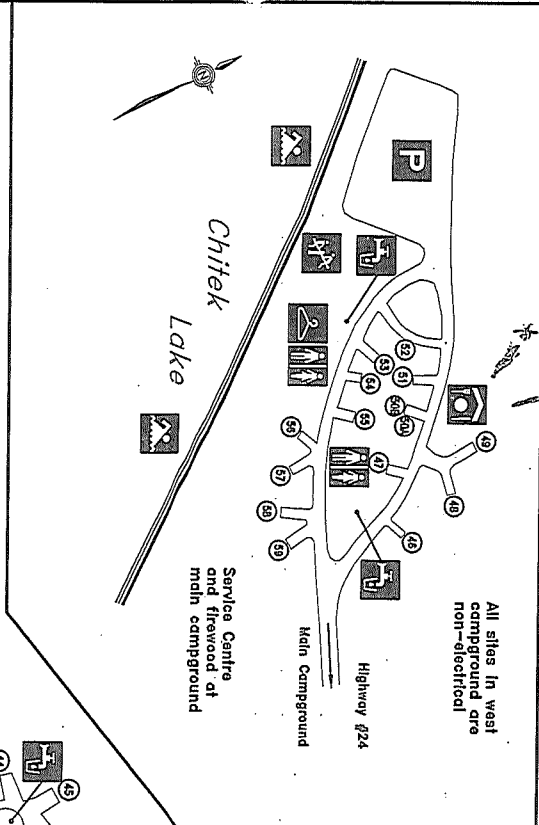 N
P
Chitek
Lake
All sites in west
campground are
non-electrical
52
53
51
54
50B
50A
55
49
56
47
48
57
46
58
59
Service Centre
and firewood at
main campground
Main Campground
Highway #24
45
44